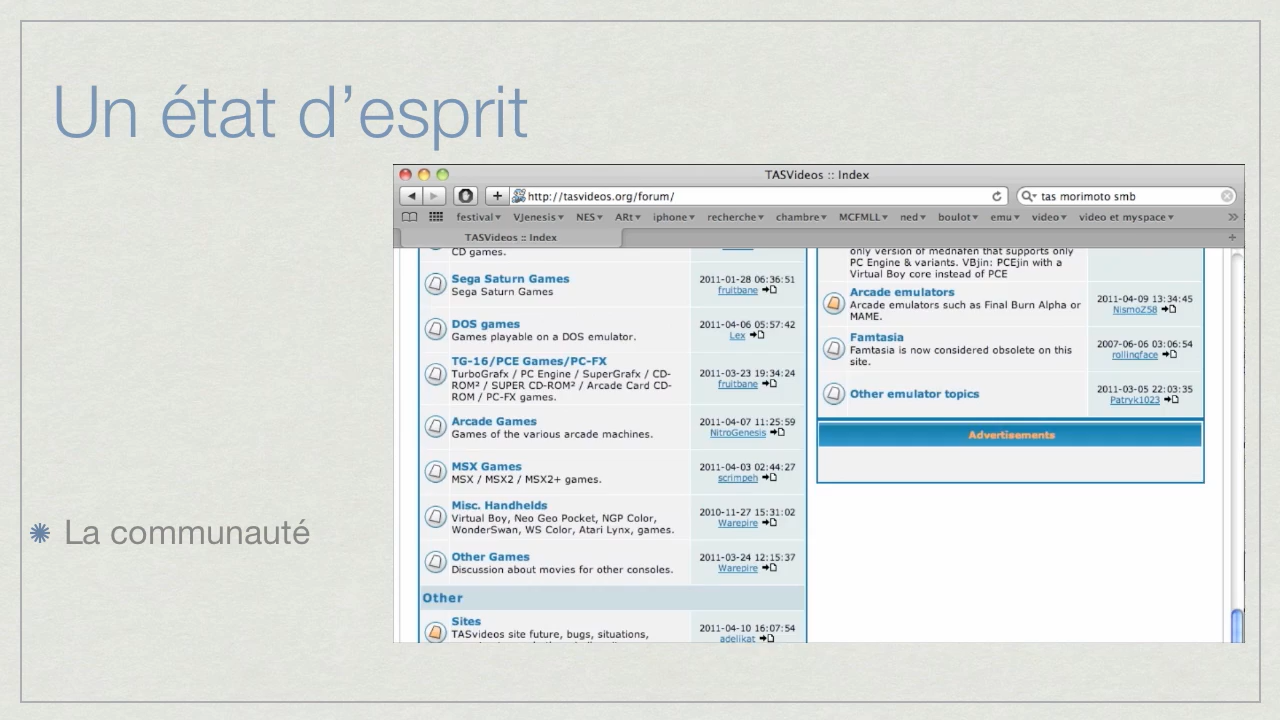 Un état d’esprit
TASVideos :: Index
http://tasvideos.org/forum/
tas morimoto smb
festival
VJenesis
NES
ARt
iphone
recherche
chambre
MCFMLL
ned
boulot
emu
video
video et myspace
TASVideos :: Index
CD games.
Sega Saturn Games
Sega Saturn Games
2011-01-28 06:36:51
fruitbane
DOS games
Games playable on a DOS emulator.
2011-04-06 05:57:42
Lex
TG-16/PCE Games/PC-FX
TurboGrafx / PC Engine / SuperGrafx / CD-
ROM² / SUPER CD-ROM² / Arcade Card CD-
ROM / PC-FX games.
2011-03-23 19:34:24
fruitbane
Arcade Games
Games of the various arcade machines.
2011-04-07 11:25:59
NitroGenesis
MSX Games
MSX / MSX2 / MSX2+ games.
2011-04-03 02:44:27
scrimpeh
Misc. Handhelds
Virtual Boy, Neo Geo Pocket, NGP Color,
WonderSwan, WS Color, Atari Lynx, games.
2010-11-27 15:31:02
Warepire
Other Games
Discussion about movies for other consoles.
2011-03-24 12:15:37
Warepire
Other
Sites
TASvideos site future, bugs, situations,
2011-04-10 16:07:54
adelikat
only version of mednafen that supports only
PC Engine & variants. VBjin: PCEjin with a
Virtual Boy core instead of PCE
Arcade emulators
Arcade emulators such as Final Burn Alpha or
MAME.
2011-04-09 13:34:45
NismoZ58
Famtasia
Famtasia is now considered obsolete on this
site.
2007-06-06 03:06:54
rollingface
Other emulator topics
2011-03-05 22:03:35
Patryk1023
Advertisements
La communauté